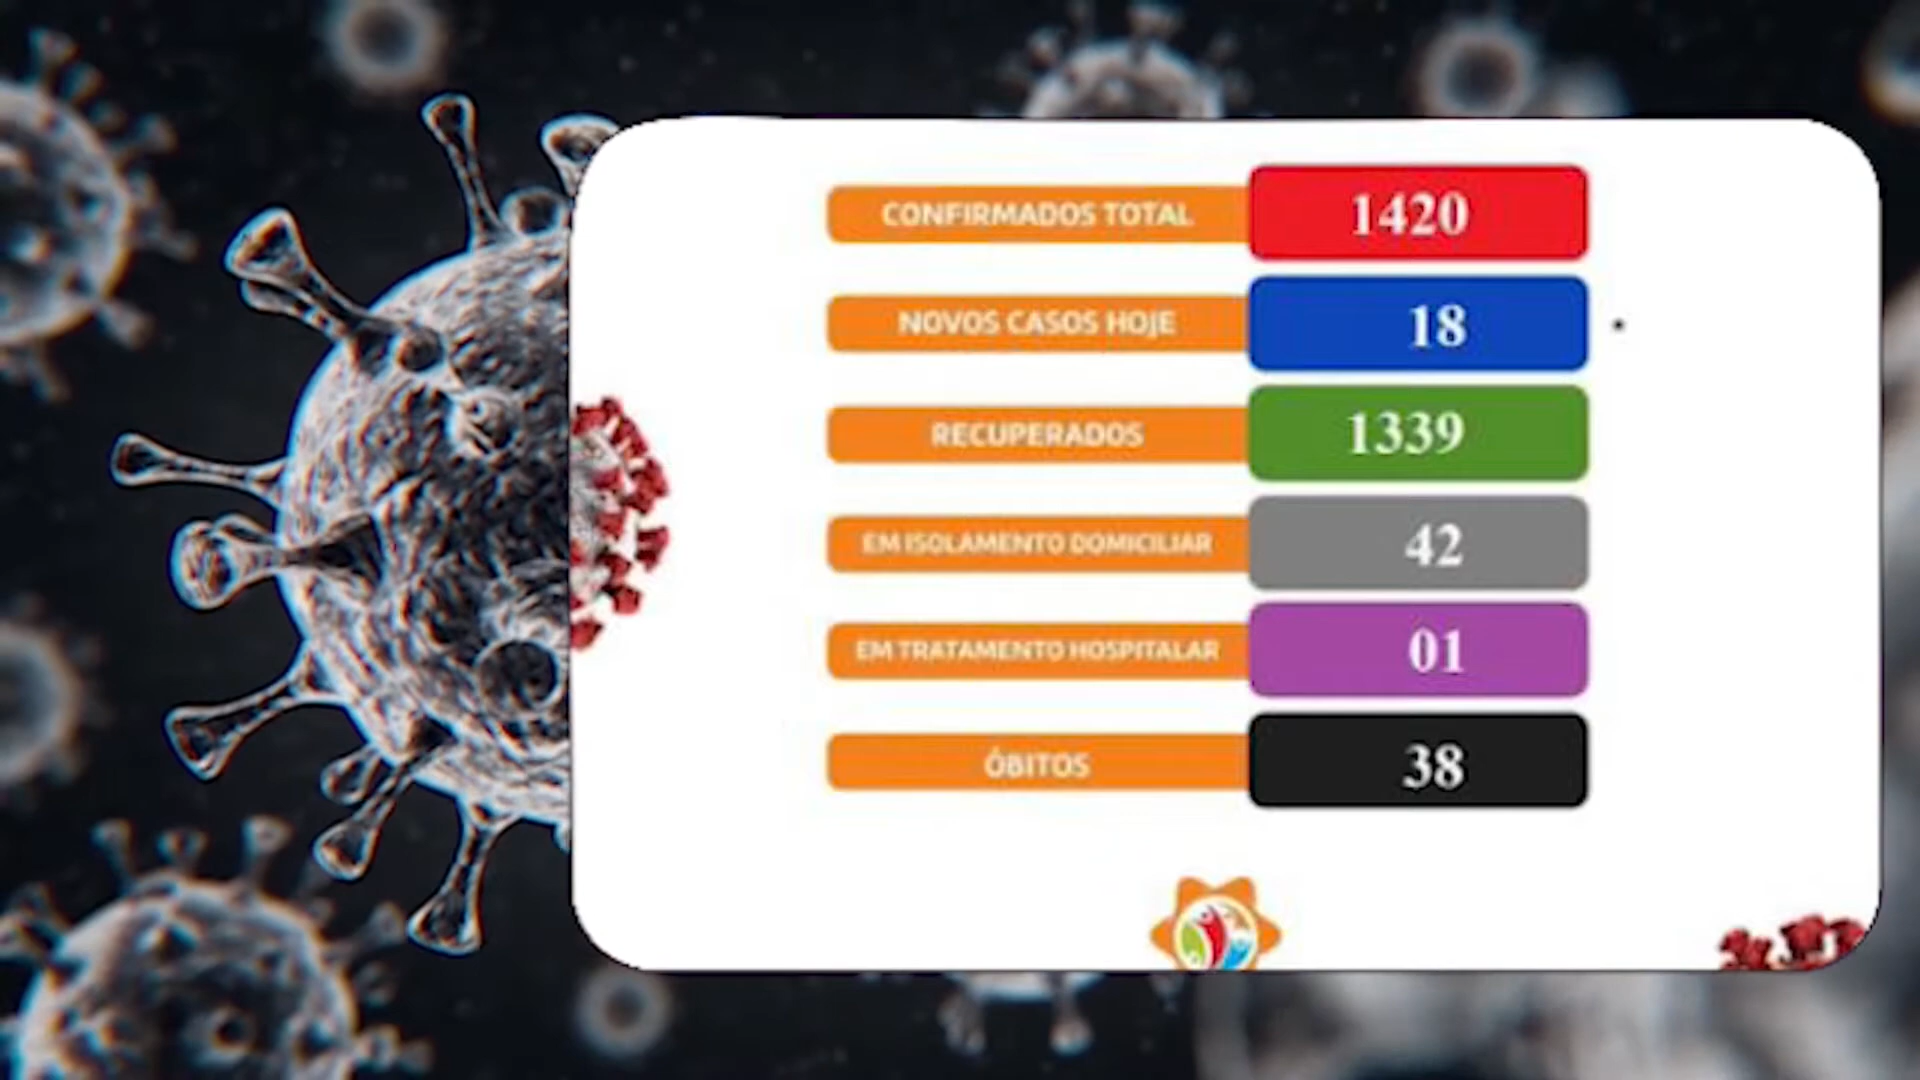 CONFIRMADOS TOTAL 1420
NOVOS CASOS HOJE 18
RECUPERADOS 1339
EM ISOLAMENTO DOMICILIAR 42
EM TRATAMENTO HOSPITALAR 01
ÓBITOS 38